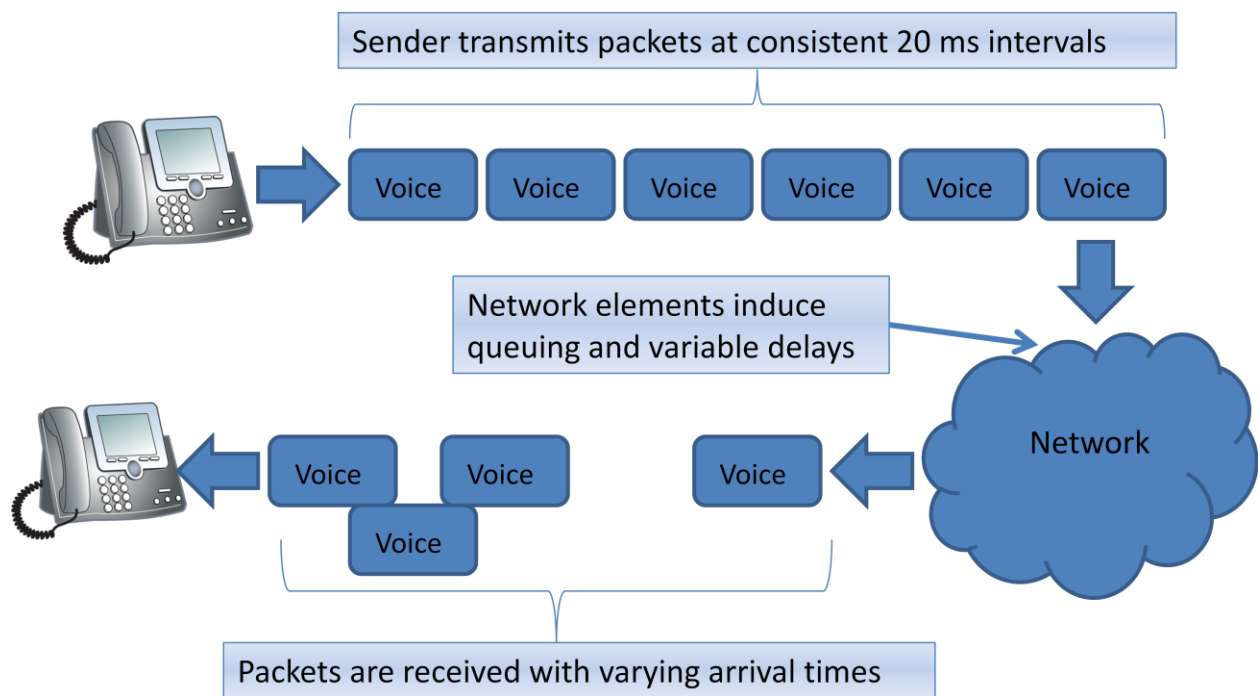 Sender transmits packets at consistent 20 ms intervals
Voice
Voice
Voice
Voice
Voice
Voice
Network elements induce
queuing and variable delays
Network
Voice
Voice
Voice
Voice
Packets are received with varying arrival times